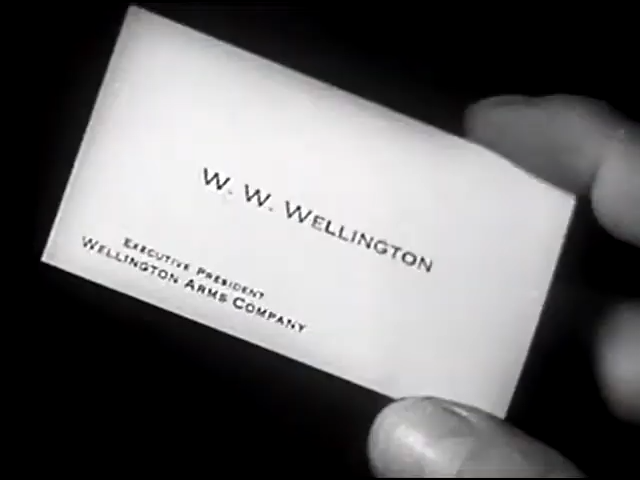 W. W. WELLINGTON
EXECUTIVE PRESIDENT
WELLINGTON ARMS COMPANY